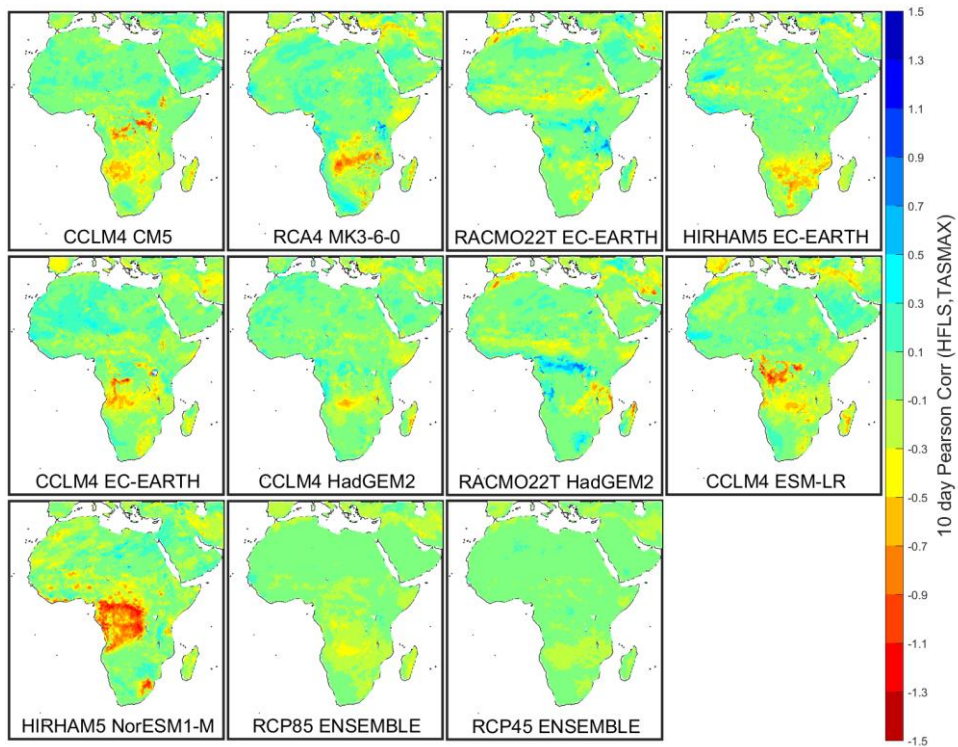 CCLM4 CM5
RCA4 MK3-6-0
RACMO22T EC-EARTH
HIRHAM5 EC-EARTH
CCLM4 EC-EARTH
CCLM4 HadGEM2
RACMO22T HadGEM2
CCLM4 ESM-LR
HIRHAM5 NorESM1-M
RCP85 ENSEMBLE
RCP45 ENSEMBLE
1.5
1.3
1.1
0.9
0.7
0.5
0.3
0.1
-0.1
-0.3
-0.5
-0.7
-0.9
-1.1
-1.3
-1.5
10 day Pearson Corr (HFLS,TASMAX)